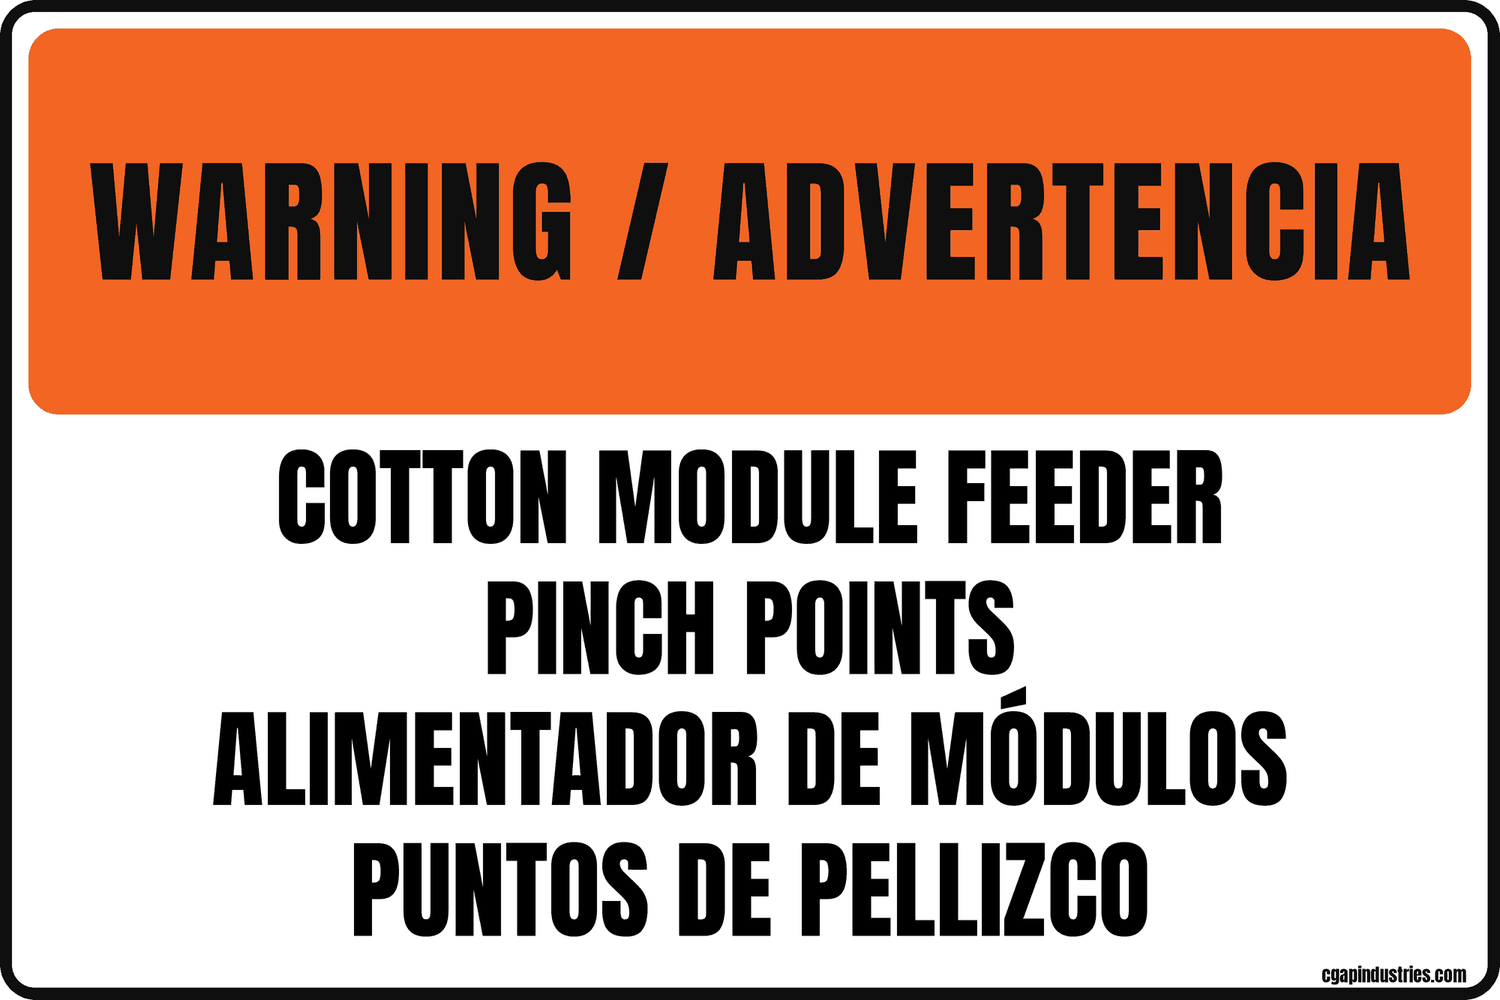 WARNING / ADVERTENCIA
COTTON MODULE FEEDER
PINCH POINTS
ALIMENTADOR DE MÓDULOS
PUNTOS DE PELLIZCO
cgapindustries.com